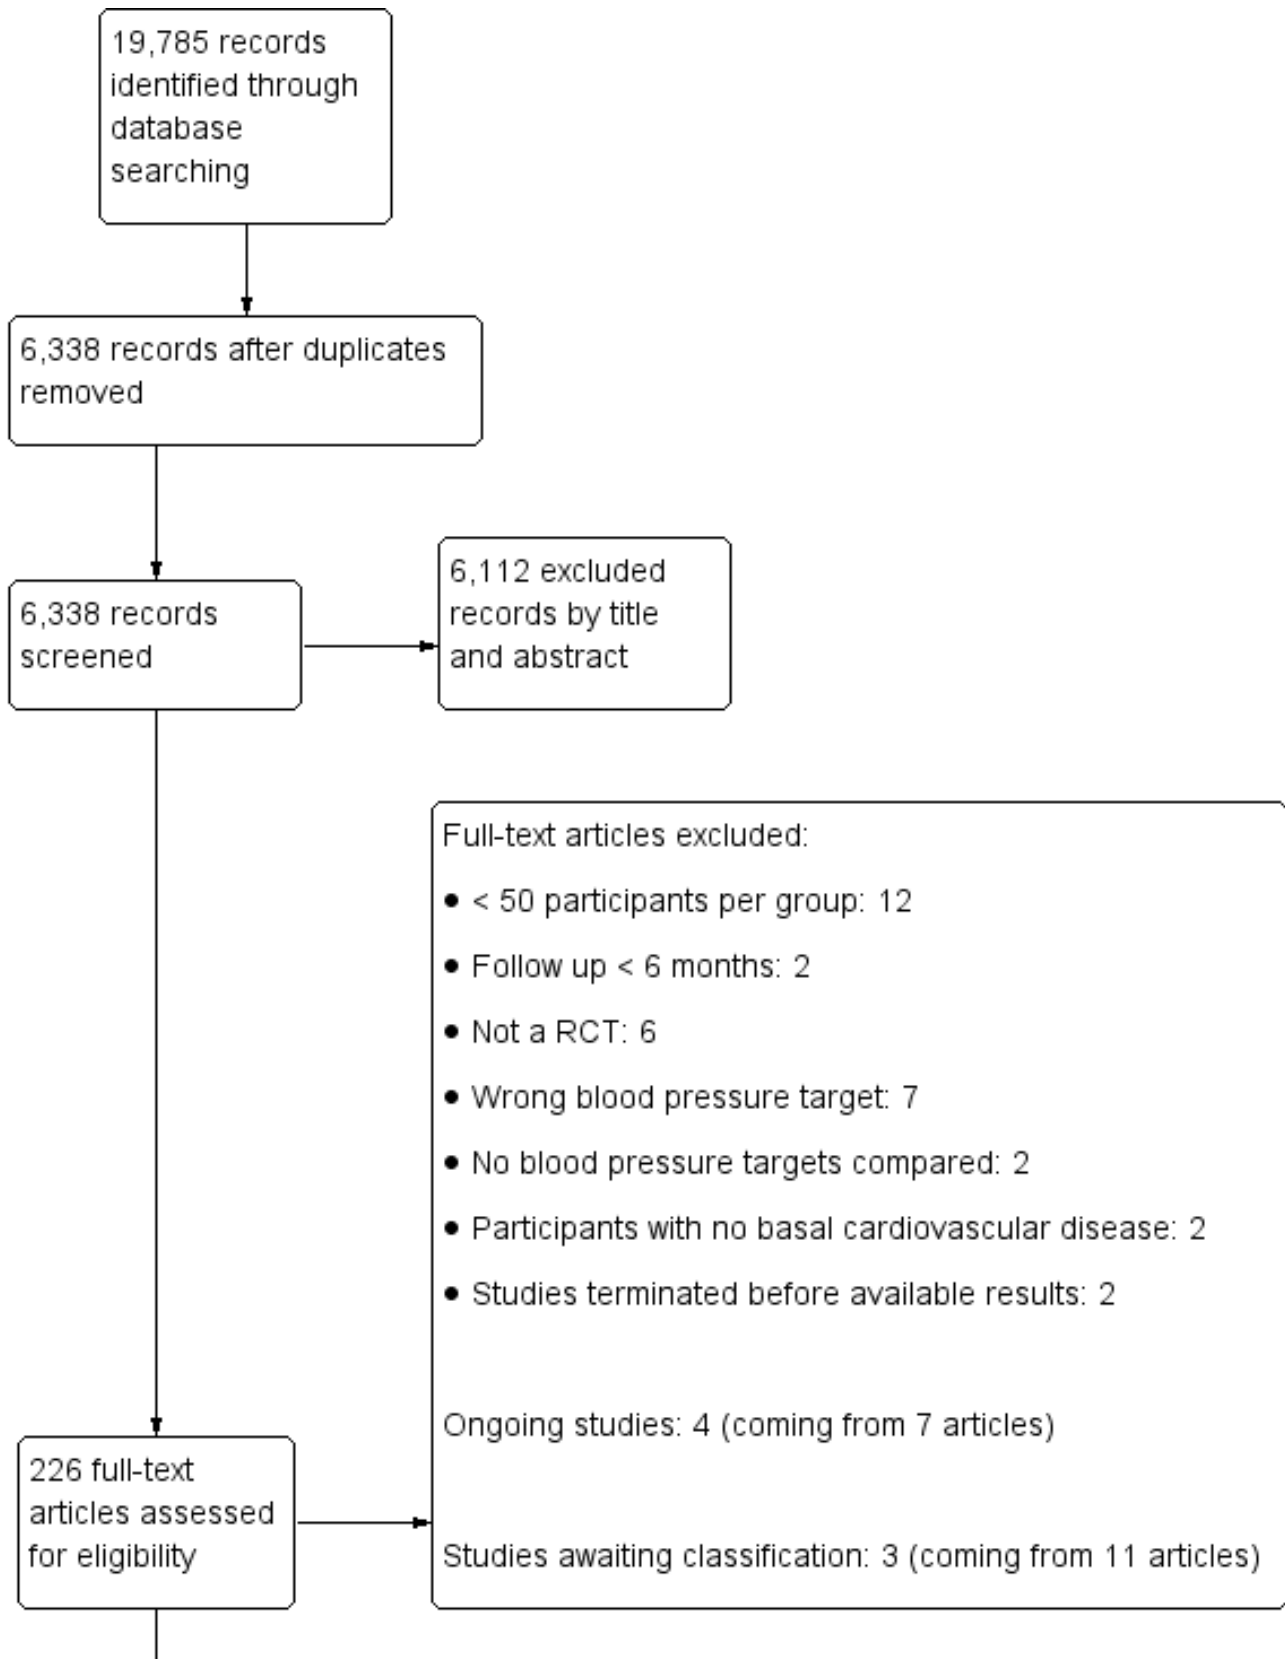 19,785 records
identified through
database
searching
6,338 records after duplicates
removed
6,338 records
screened
6,112 excluded
records by title
and abstract
Full-text articles excluded:
● < 50 participants per group: 12
● Follow up < 6 months: 2
● Not a RCT: 6
● Wrong blood pressure target: 7
● No blood pressure targets compared: 2
● Participants with no basal cardiovascular disease: 2
● Studies terminated before available results: 2
Ongoing studies: 4 (coming from 7 articles)
Studies awaiting classification: 3 (coming from 11 articles)
226 full-text
articles assessed
for eligibility